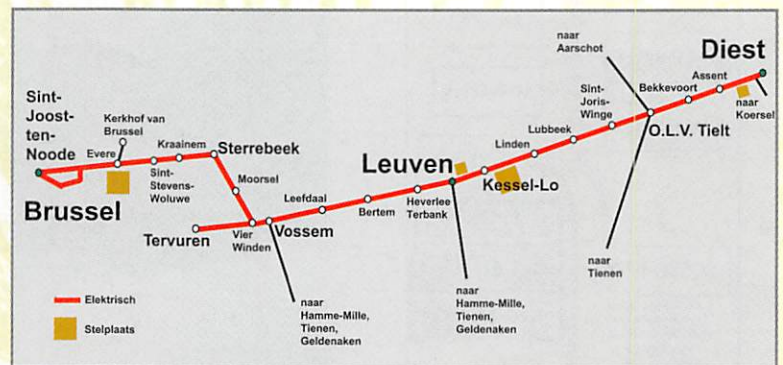 Sint-
Joost-
ten-
Noode
Brussel
Evere
Kerkhof van
Brussel
Sint-
Stevens-
Woluwe
Kraainem
Sterrebeek
Moorsel
Tervuren
Vier
Winden
Vossem
naar
Hamme-Mille,
Tienen,
Geldenaken
Leefdaal
Bertem
Heverlee
Terbank
Leuven
naar
Hamme-Mille,
Tienen,
Geldenaken
Kessel-Lo
Linden
Lubbeek
Sint-
Joris-
Winge
naar
Aarschot
O.L.V. Tielt
naar
Tienen
Bekkevoort
Assent
Diest
naar
Koersel
Elektrisch
Stelplaats